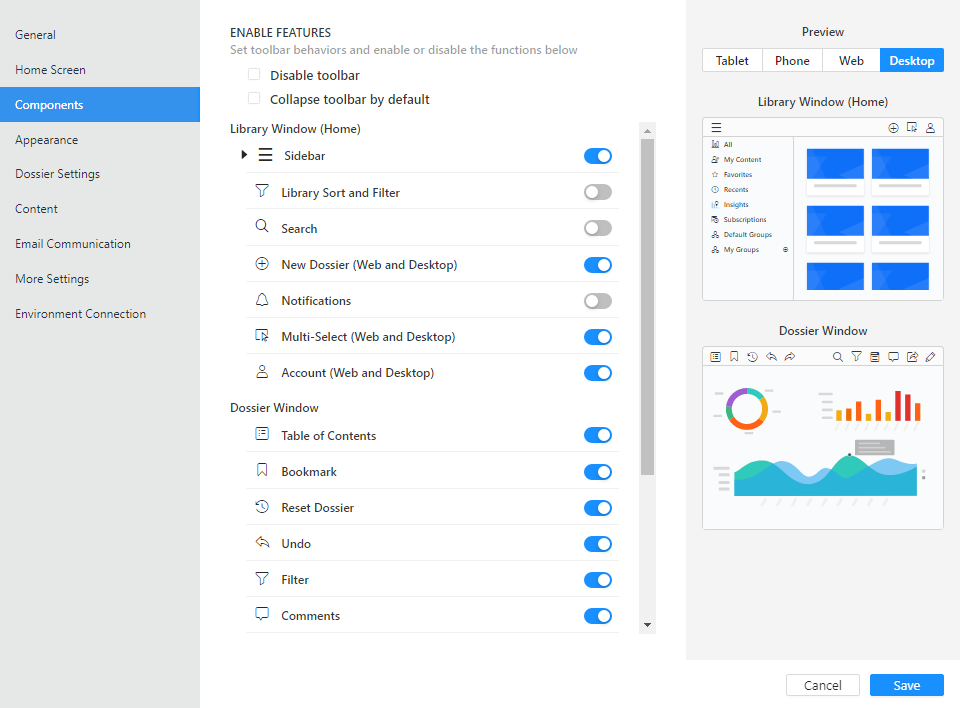 General
Home Screen
Components
Appearance
Dossier Settings
Content
Email Communication
More Settings
Environment Connection
ENABLE FEATURES
Set toolbar behaviors and enable or disable the functions below
Disable toolbar
Collapse toolbar by default
Library Window (Home)
Sidebar
Library Sort and Filter
Search
New Dossier (Web and Desktop)
Notifications
Multi-Select (Web and Desktop)
Account (Web and Desktop)
Dossier Window
Table of Contents
Bookmark
Reset Dossier
Undo
Filter
Comments
Preview
Tablet Phone Web Desktop
Library Window (Home)
All
My Content
Favorites
Recents
Insights
Subscriptions
Default Groups
My Groups
Dossier Window
Cancel Save